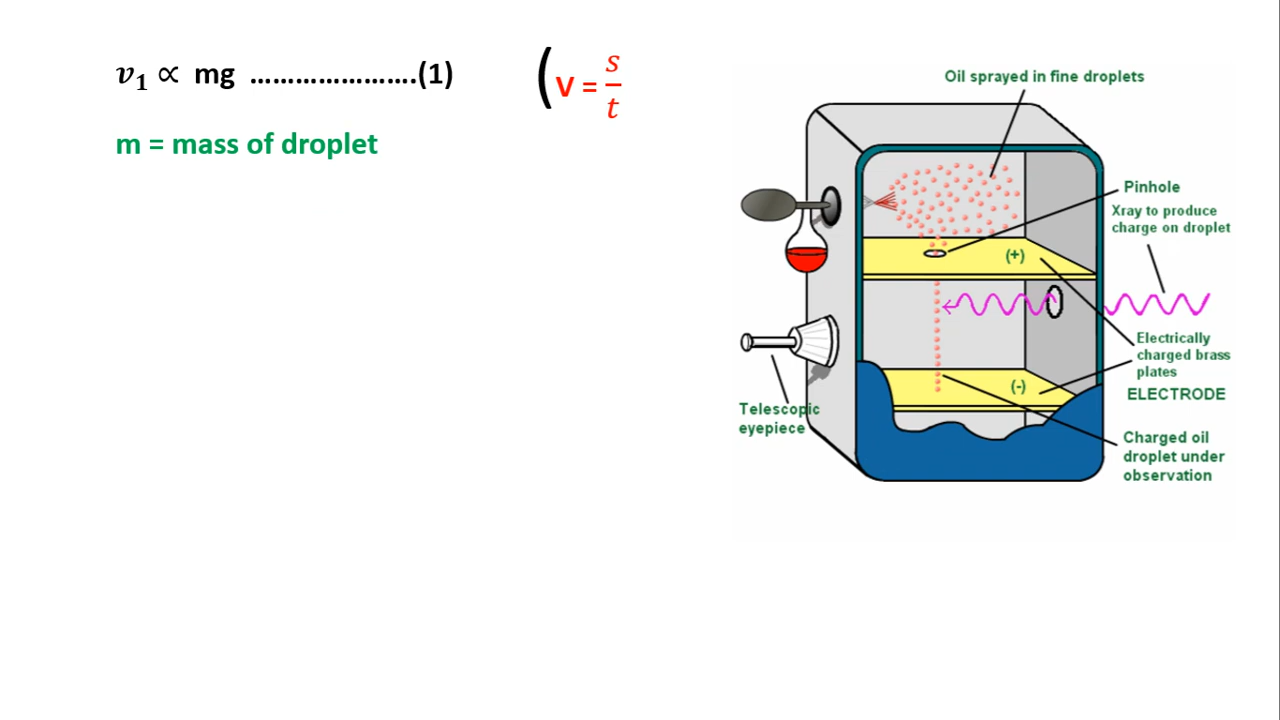 v₁ ∝ mg ………………….(1)
(V = s/t
m = mass of droplet
Oil sprayed in fine droplets
Pinhole
Xray to produce
charge on droplet
(+)
Electrically
charged brass
plates
(-)
ELECTRODE
Telescopic
eyepiece
Charged oil
droplet under
observation